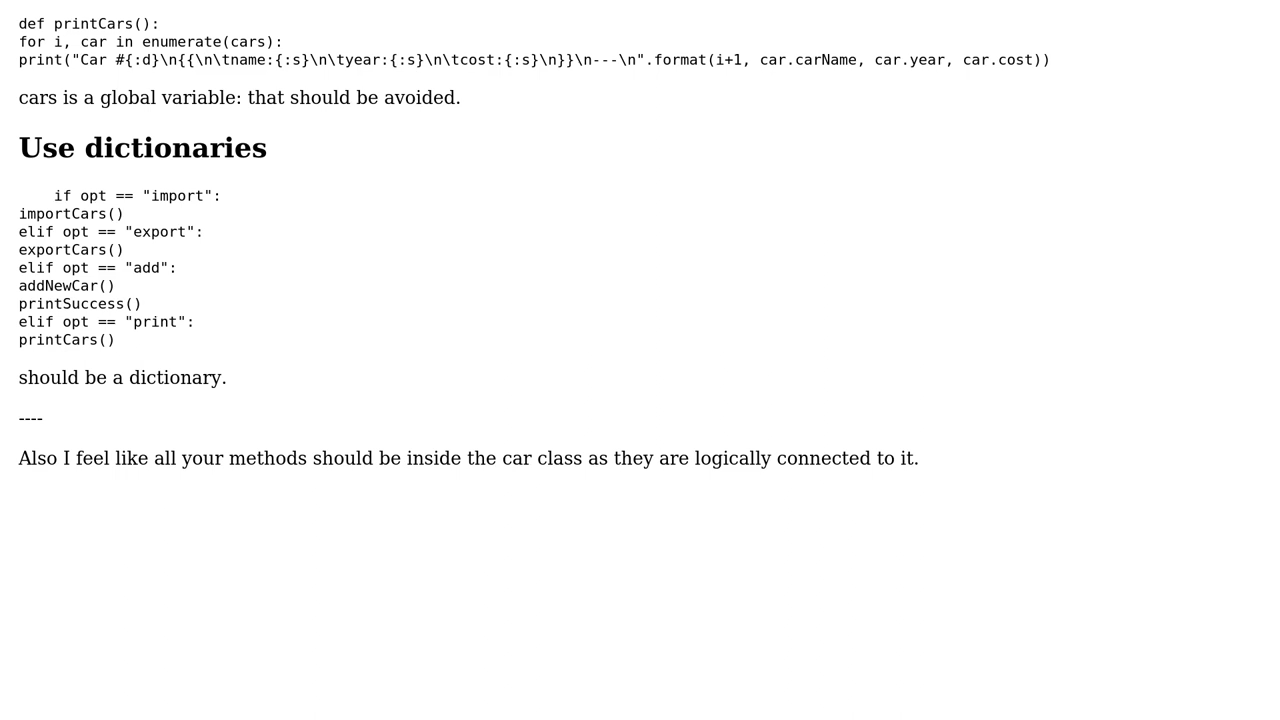 def printCars():
for i, car in enumerate(cars):
print("Car #{:d}\n{{\n\tname:{:s}\n\tyear:{:s}\n\tcost:{:s}\n}}\n---\n".format(i+1, car.carName, car.year, car.cost))
cars is a global variable: that should be avoided.
Use dictionaries
    if opt == "import":
importCars()
elif opt == "export":
exportCars()
elif opt == "add":
addNewCar()
printSuccess()
elif opt == "print":
printCars()
should be a dictionary.
----
Also I feel like all your methods should be inside the car class as they are logically connected to it.